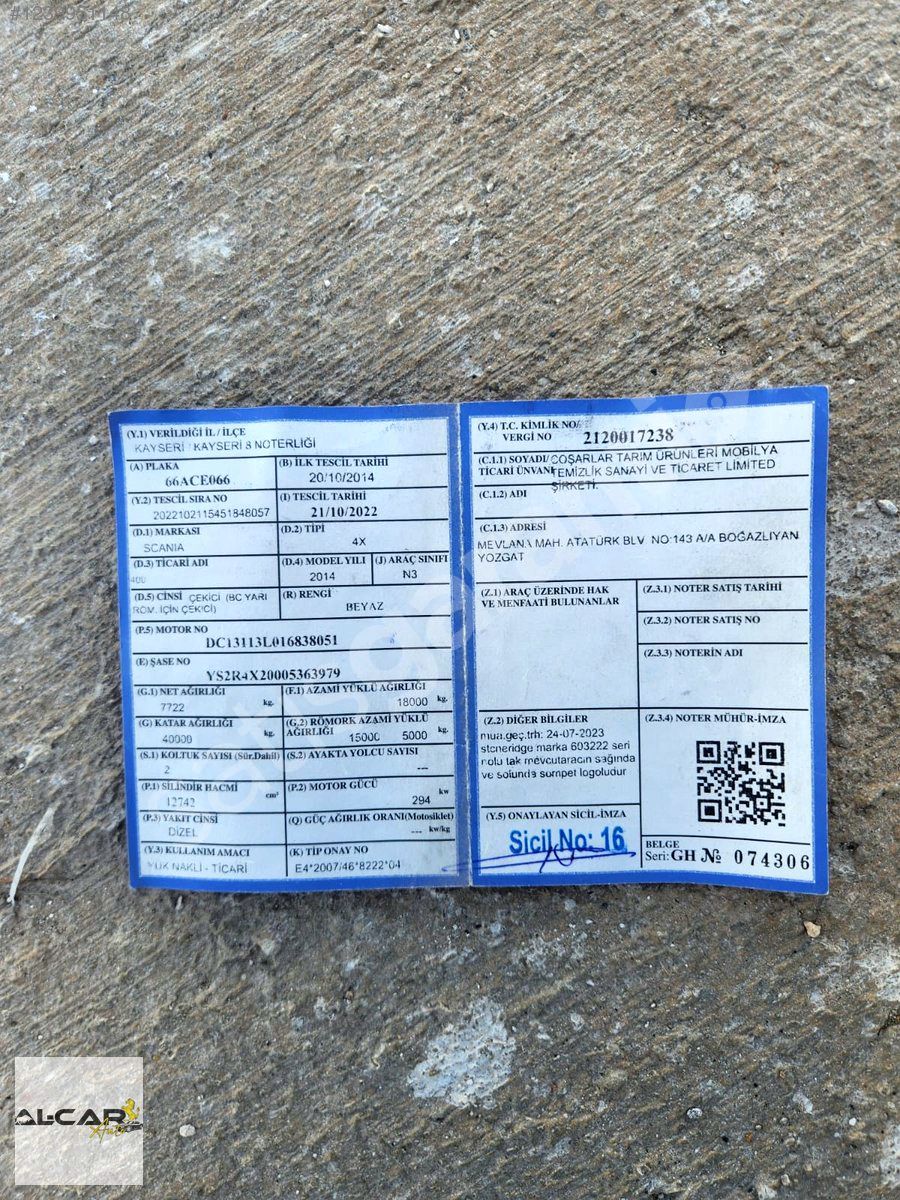 (Y.1) VERİLDİĞİ İL / İLÇE
KAYSERİ / KAYSERİ 8 NOTERLİĞİ
(A) PLAKA
66ACE066
(B) İLK TESCİL TARİHİ
20/10/2014
(Y.2) TESCİL SIRA NO
2022102115451848057
(I) TESCİL TARİHİ
21/10/2022
(D.1) MARKASI
SCANIA
(D.2) TİPİ
4X
(D.3) TİCARİ ADI
400
(D.4) MODEL YILI
2014
(J) ARAÇ SINIFI
N3
(D.5) CİNSİ ÇEKİCİ (BC YARI
ROM. İÇİN ÇEKİCİ)
(R) RENGİ
BEYAZ
(P.5) MOTOR NO
DC13113L016838051
(E) ŞASE NO
YS2R4X20005363979
(G.1) NET AĞIRLIĞI
7722 kg.
(F.1) AZAMİ YÜKLÜ AĞIRLIĞI
18000 kg.
(G) KATAR AĞIRLIĞI
40000 kg.
(G.2) RÖMORK AZAMİ YÜKLÜ
AĞIRLIĞI 15000 5000 kg.
(S.1) KOLTUK SAYISI (Sür.Dahil)
2
(S.2) AYAKTA YOLCU SAYISI
---
(P.1) SİLİNDİR HACMİ
12742 cm³
(P.2) MOTOR GÜCÜ
294 kw
(P.3) YAKIT CİNSİ
DİZEL
(Q) GÜÇ AĞIRLIK ORANI(Motosiklet)
--- kw/kg
(Y.3) KULLANIM AMACI
YÜK NAKLİ - TİCARİ
(K) TİP ONAY NO
E4*2007/46*8222*04
(Y.4) T.C. KİMLİK NO/
VERGİ NO 2120017238
(C.1.1) SOYADI/ COŞARLAR TARIM ÜRÜNLERİ MOBİLYA
TİCARİ ÜNVANI TEMİZLİK SANAYİ VE TİCARET LİMİTED
ŞİRKETİ.
(C.1.2) ADI
(C.1.3) ADRESİ
MEVLANA MAH. ATATÜRK BLV. NO:143 A/A BOĞAZLIYAN
YOZGAT
(Z.1) ARAÇ ÜZERİNDE HAK
VE MENFAATİ BULUNANLAR
(Z.3.1) NOTER SATIŞ TARİHİ
(Z.3.2) NOTER SATIŞ NO
(Z.3.3) NOTERİN ADI
(Z.2) DİĞER BİLGİLER
mua.geç.trh: 24-07-2023
stoneridge marka 603222 seri
nolu tak mevcutaracın sağında
ve solunda sumpet logoludur
(Z.3.4) NOTER MÜHÜR-İMZA
(Y.5) ONAYLAYAN SİCİL-İMZA
Sicil No: 16
BELGE
Seri: GH № 074306
AL-CAR
Auto